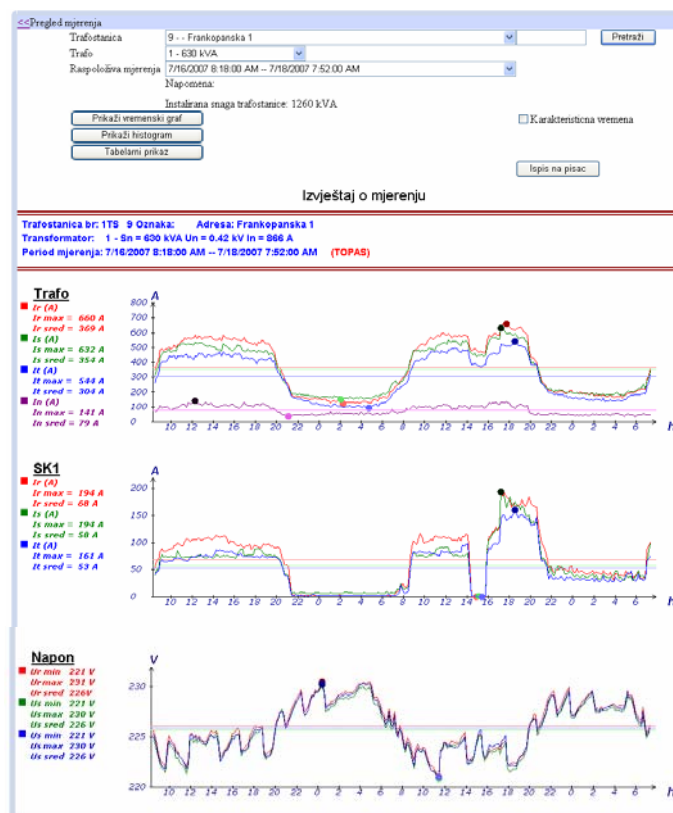 <<Pregled mjerenja
Trafostanica 9 - - Frankopanska 1 Pretraži
Trafo 1 - 630 kVA
Raspoloživa mjerenja 7/16/2007 8:18:00 AM -- 7/18/2007 7:52:00 AM
Napomena:
Instalirana snaga trafostanice: 1260 kVA
Prikaži vremenski graf Karakteristicna vremena
Prikaži histogram
Tabelarni prikaz
Ispis na pisac
Izvještaj o mjerenju
Trafostanica br: 1TS 9 Oznaka: Adresa: Frankopanska 1
Transformator: 1 - Sn = 630 kVA Un = 0.42 kV In = 866 A
Period mjerenja: 7/16/2007 8:18:00 AM -- 7/18/2007 7:52:00 AM (TOPAS)
Trafo
Ir (A)
Ir max = 660 A
Ir sred = 369 A
Is (A)
Is max = 632 A
Is sred = 354 A
It (A)
It max = 544 A
It sred = 304 A
In (A)
In max = 141 A
In sred = 79 A
A
800
700
600
500
400
300
200
100
0
10 12 14 16 18 20 22 0 2 4 6 8 10 12 14 16 18 20 22 0 2 4 6 h
SK1
Ir (A)
Ir max = 194 A
Ir sred = 68 A
Is (A)
Is max = 194 A
Is sred = 58 A
It (A)
It max = 161 A
It sred = 53 A
A
200
150
100
50
0
10 12 14 16 18 20 22 0 2 4 6 8 10 12 14 16 18 20 22 0 2 4 6 h
Napon
Ur min 221 V
Ur max 231 V
Ur sred 226V
Us min 221 V
Us max 230 V
Us sred 226 V
Us min 221 V
Us max 230 V
Us sred 226 V
V
230
225
220
10 12 14 16 18 20 22 0 2 4 6 8 10 12 14 16 18 20 22 0 2 4 6 h